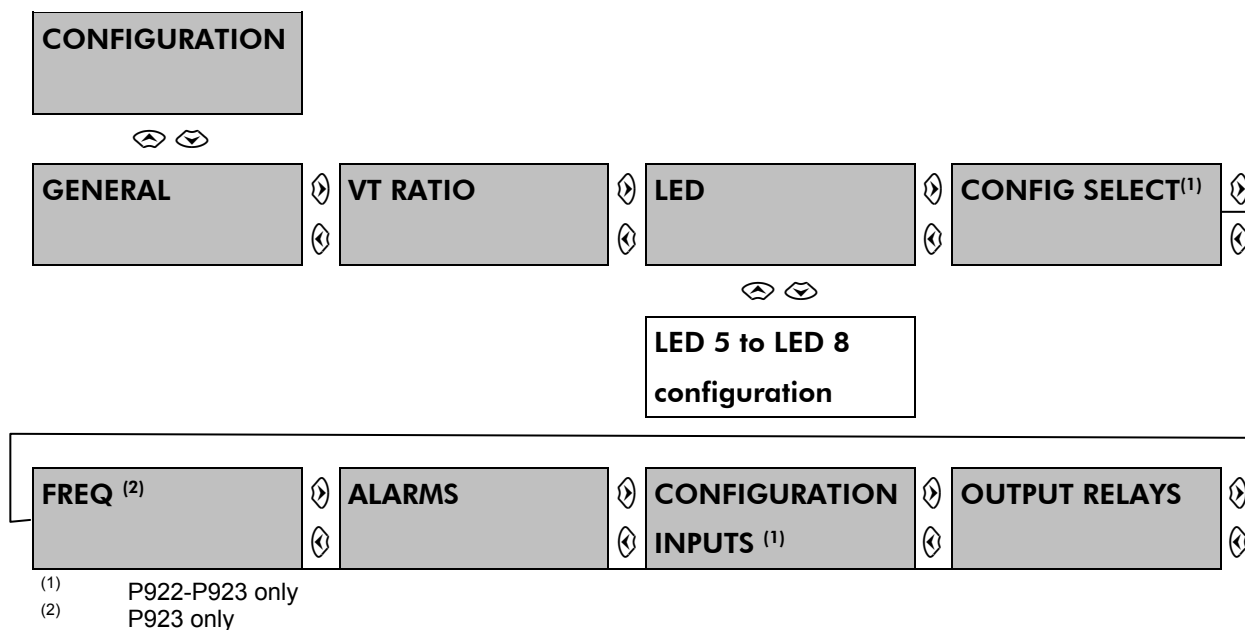 CONFIGURATION
GENERAL
VT RATIO
LED
CONFIG SELECT(1)
LED 5 to LED 8
configuration
FREQ (2)
ALARMS
CONFIGURATION
INPUTS (1)
OUTPUT RELAYS
(1) P922-P923 only
(2) P923 only